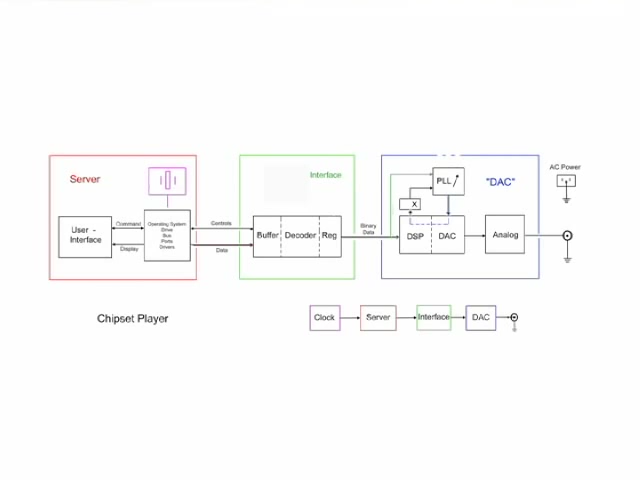 Server
Interface
PLL
"DAC"
AC Power
X
User -
Interface
Command
Display
Operating System
Drive
Bus
Ports
Drivers
Controls
Data
Buffer
Decoder
Reg
Binary
Data
DSP
DAC
Analog
Chipset Player
Clock
Server
Interface
DAC